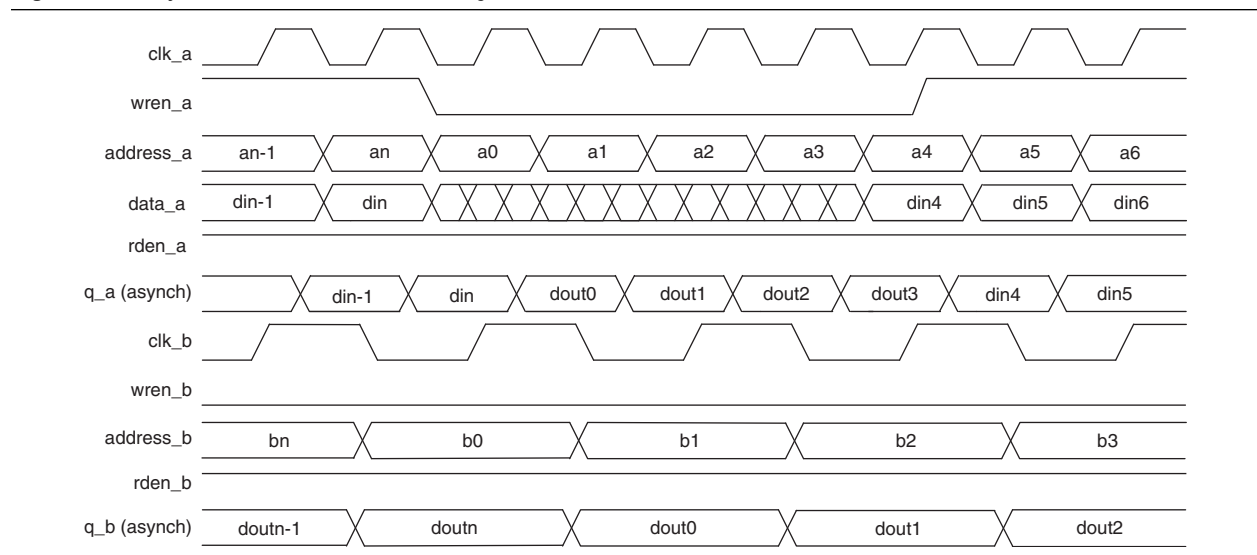 clk_a
wren_a
address_a an-1 an a0 a1 a2 a3 a4 a5 a6
data_a din-1 din din4 din5 din6
rden_a
q_a (asynch) din-1 din dout0 dout1 dout2 dout3 din4 din5
clk_b
wren_b
address_b bn b0 b1 b2 b3
rden_b
q_b (asynch) doutn-1 doutn dout0 dout1 dout2